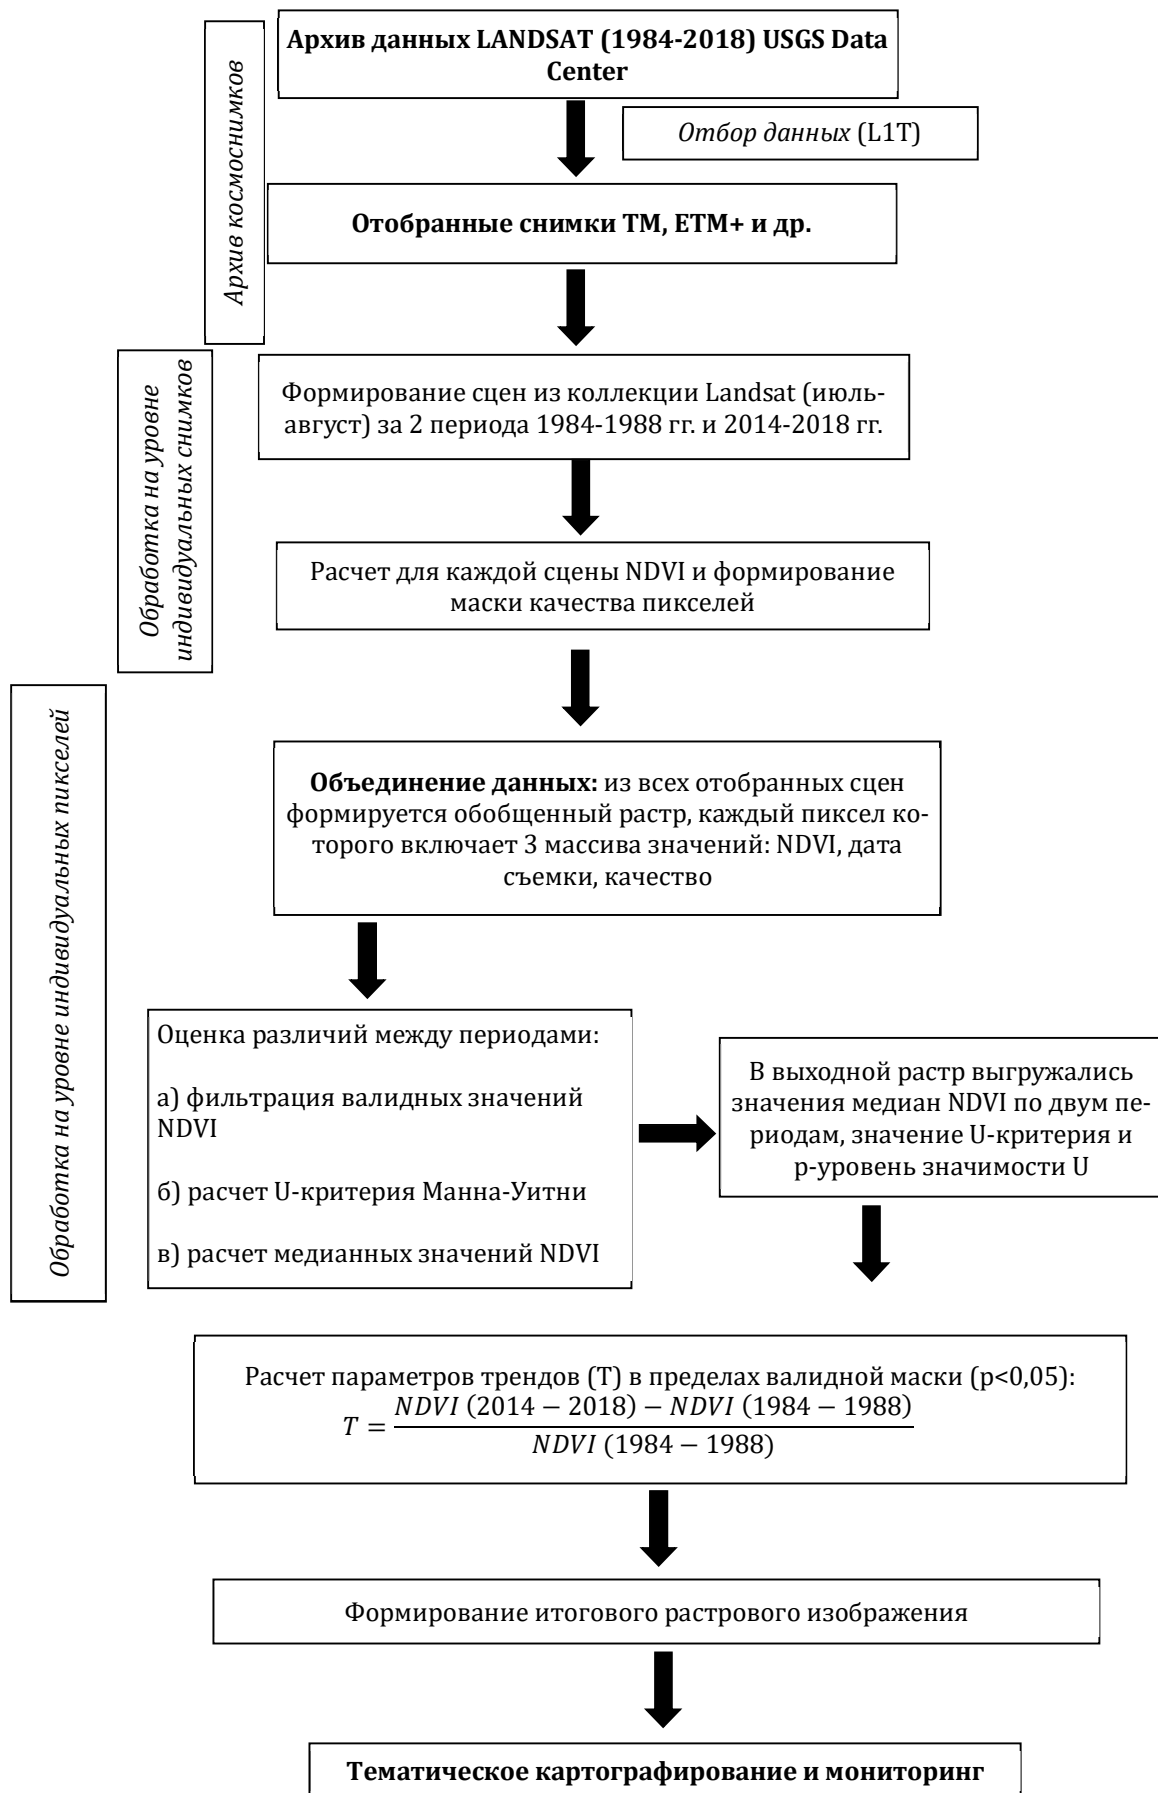 Архив данных LANDSAT (1984-2018) USGS Data
Center
Отбор данных (L1T)
Архив космоснимков
Отобранные снимки TM, ETM+ и др.
Обработка на уровне
индивидуальных снимков
Формирование сцен из коллекции Landsat (июль-
август) за 2 периода 1984-1988 гг. и 2014-2018 гг.
Расчет для каждой сцены NDVI и формирование
маски качества пикселей
Обработка на уровне индивидуальных пикселей
Объединение данных: из всех отобранных сцен
формируется обобщенный растр, каждый пиксел ко-
торого включает 3 массива значений: NDVI, дата
съемки, качество
Оценка различий между периодами:
а) фильтрация валидных значений
NDVI
б) расчет U-критерия Манна-Уитни
в) расчет медианных значений NDVI
В выходной растр выгружались
значения медиан NDVI по двум пе-
риодам, значение U-критерия и
р-уровень значимости U
Расчет параметров трендов (Т) в пределах валидной маски (p<0,05):
T = NDVI (2014 − 2018) − NDVI (1984 − 1988)
NDVI (1984 − 1988)
Формирование итогового растрового изображения
Тематическое картографирование и мониторинг